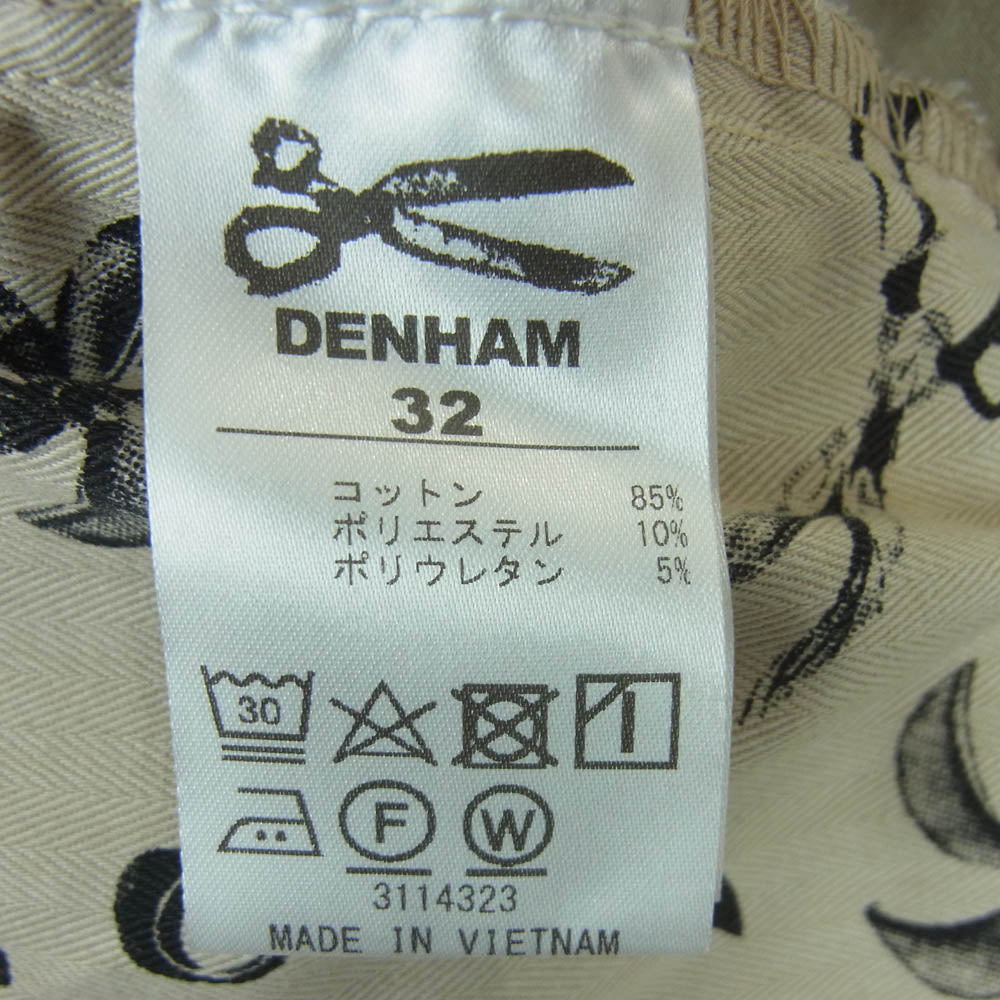 DENHAM
32
コットン 85%
ポリエステル 10%
ポリウレタン 5%
30
F W
3114323
MADE IN VIETNAM